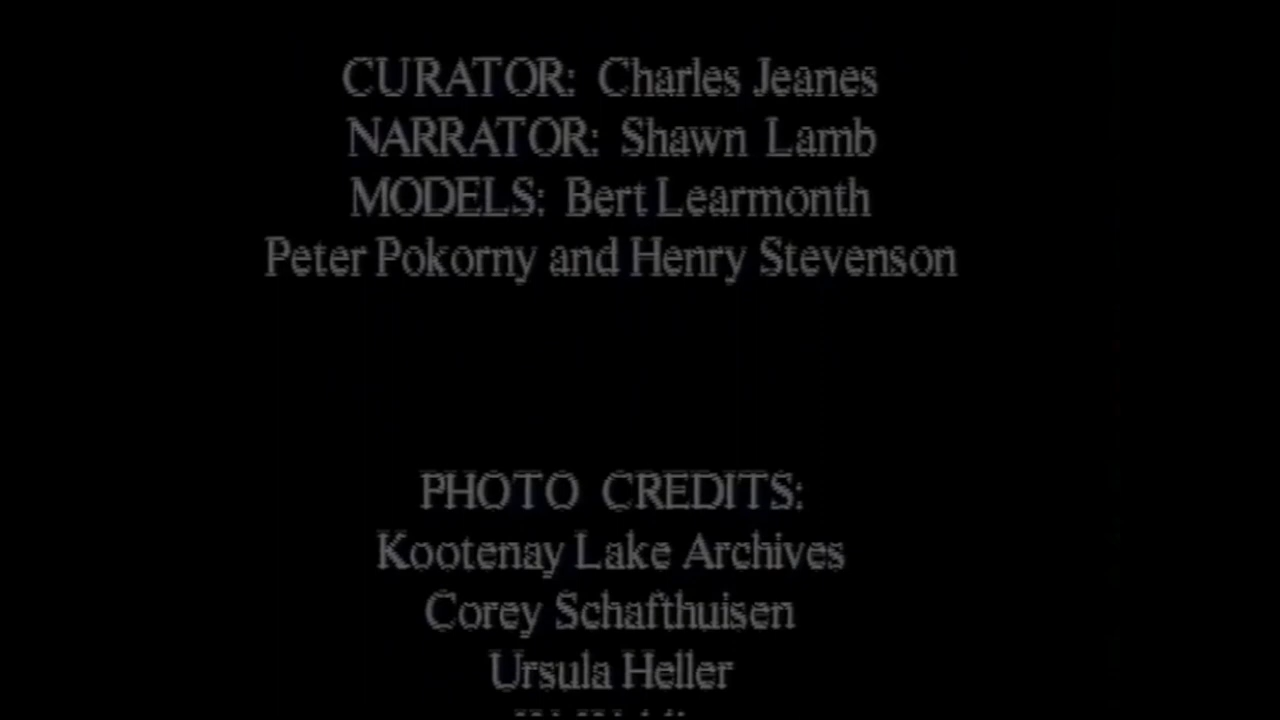 CURATOR: Charles Jeanes
NARRATOR: Shawn Lamb
MODELS: Bert Learmonth
Peter Pokorny and Henry Stevenson
PHOTO CREDITS:
Kootenay Lake Archives
Corey Schafthuisen
Ursula Heller